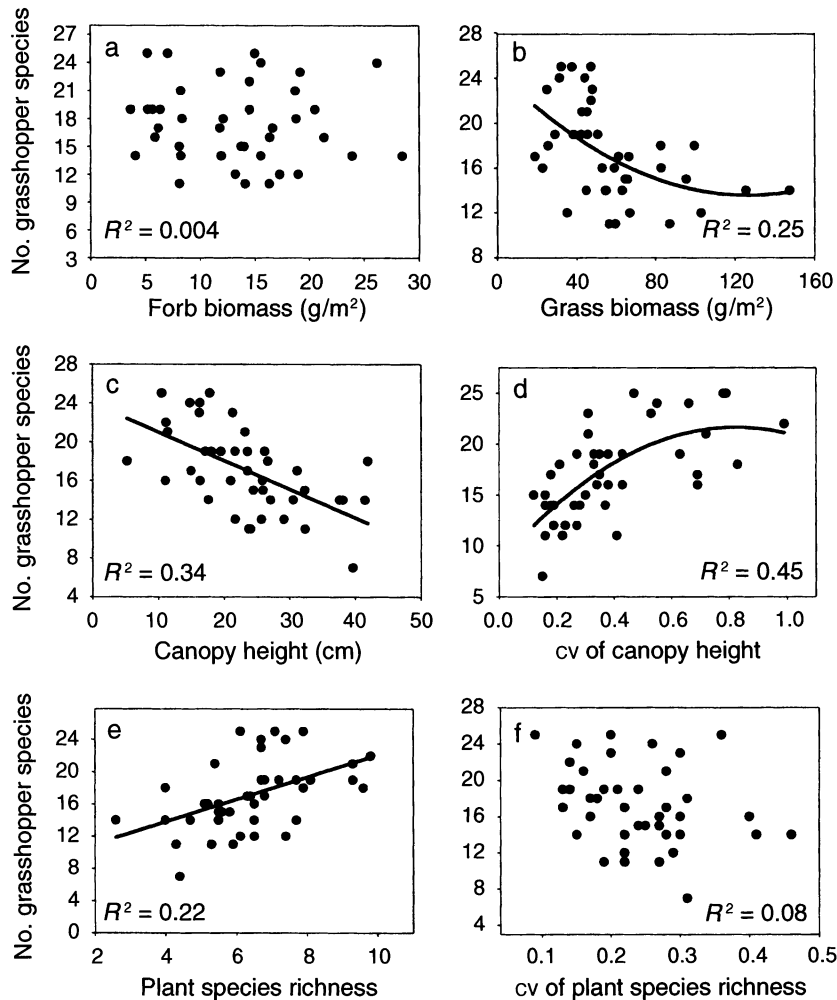 No. grasshopper species
27
24
21
18
15
12
9
6
3
a
R² = 0.004
0 5 10 15 20 25 30
Forb biomass (g/m²)
28
24
20
16
12
8
b
R² = 0.25
0 40 80 120 160
Grass biomass (g/m²)
No. grasshopper species
28
24
20
16
12
8
4
c
R² = 0.34
0 10 20 30 40 50
Canopy height (cm)
25
20
15
10
5
d
R² = 0.45
0.0 0.2 0.4 0.6 0.8 1.0
CV of canopy height
No. grasshopper species
24
20
16
12
8
4
0
e
R² = 0.22
2 4 6 8 10
Plant species richness
28
24
20
16
12
8
4
f
R² = 0.08
0.1 0.2 0.3 0.4 0.5
CV of plant species richness